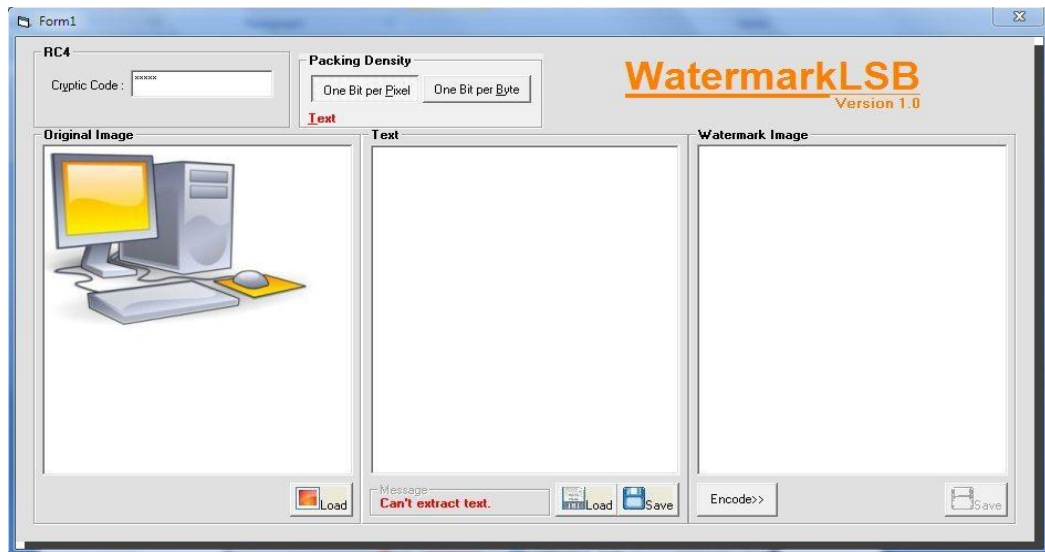 Form1
RC4
Cryptic Code :
xxxxx
Packing Density
One Bit per Pixel
One Bit per Byte
Text
WatermarkLSB
Version 1.0
Original Image
Text
Watermark Image
Load
Message
Can't extract text.
Load
Save
Encode>>
Save